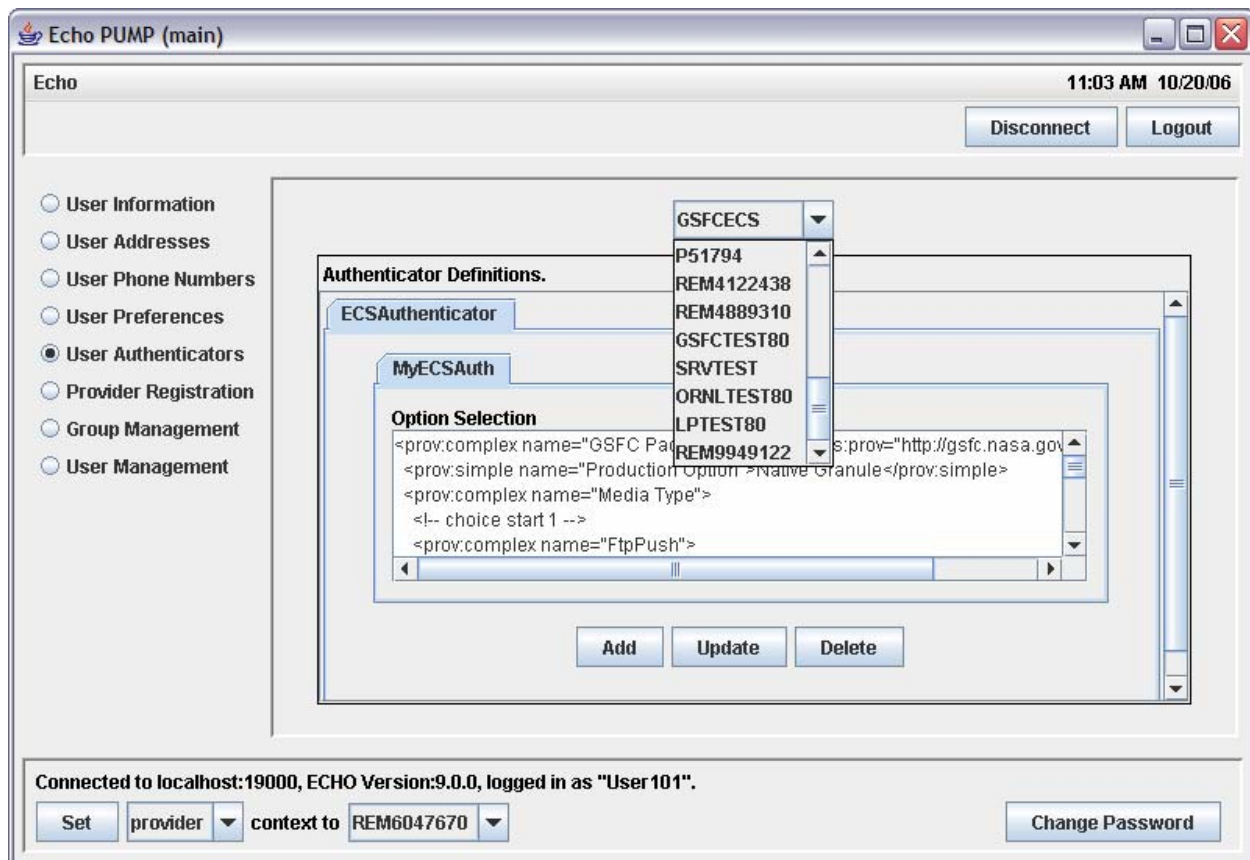 Echo PUMP (main)
Echo
11:03 AM 10/20/06
Disconnect
Logout
User Information
User Addresses
User Phone Numbers
User Preferences
User Authenticators
Provider Registration
Group Management
User Management
GSFCECS
P51794
REM4122438
REM4889310
GSFCTEST80
SRVTEST
ORNLTEST80
LPTEST80
REM9949122
Authenticator Definitions.
ECSAuthenticator
MyECSAuth
Option Selection
<prov:complex name="GSFC s:prov="http://gsfc.nasa.gov
<prov:simple name="Production Option">Native Granule</prov:simple>
<prov:complex name="Media Type">
<!-- choice start 1 -->
<prov:complex name="FtpPush">
Add
Update
Delete
Connected to localhost:19000, ECHO Version:9.0.0, logged in as "User101".
Set
provider
context to
REM6047670
Change Password